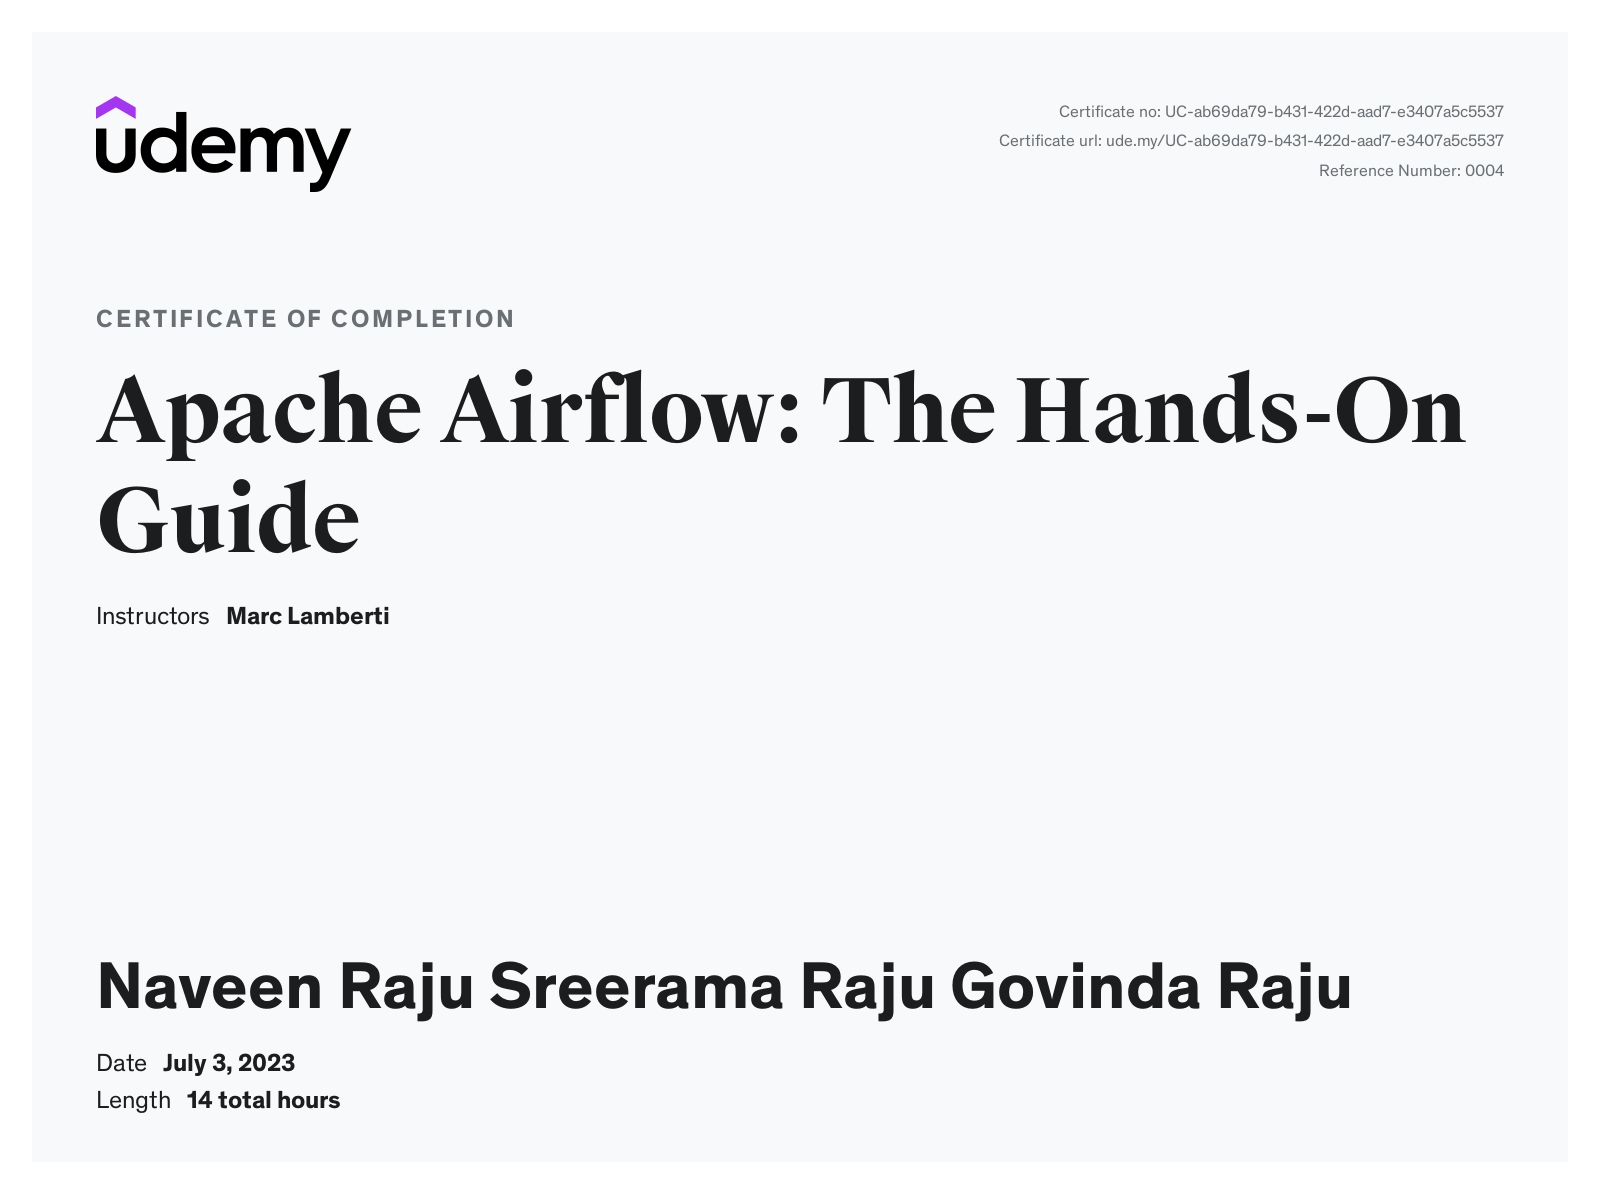 udemy
Certificate no: UC-ab69da79-b431-422d-aad7-e3407a5c5537
Certificate url: ude.my/UC-ab69da79-b431-422d-aad7-e3407a5c5537
Reference Number: 0004
CERTIFICATE OF COMPLETION
Apache Airflow: The Hands-On
Guide
Instructors Marc Lamberti
Naveen Raju Sreerama Raju Govinda Raju
Date July 3, 2023
Length 14 total hours